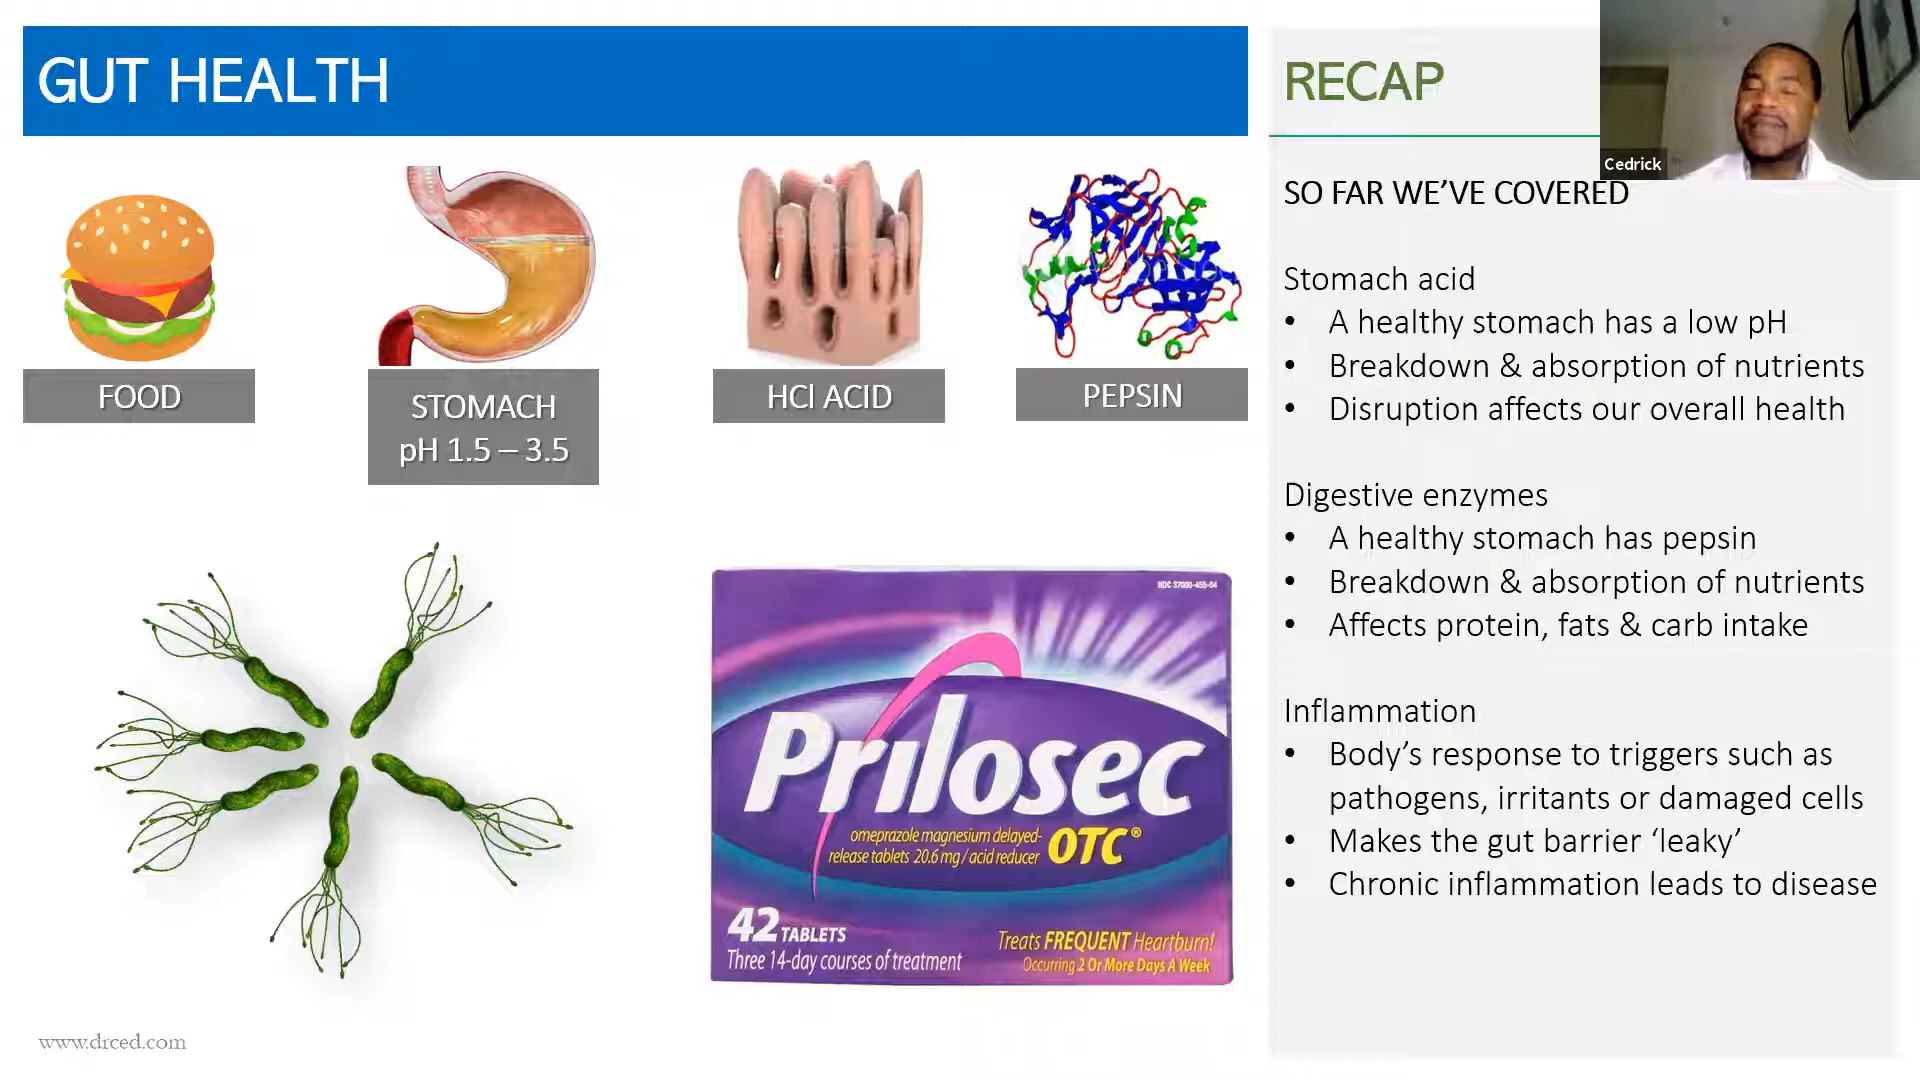 GUT HEALTH
FOOD
STOMACH
pH 1.5 – 3.5
HCl ACID
PEPSIN
NDC 37000-455-04
Prilosec
omeprazole magnesium delayed-
release tablets 20.6 mg / acid reducer
OTC®
42 TABLETS
Three 14-day courses of treatment
Treats FREQUENT Heartburn!
Occurring 2 Or More Days A Week
www.drced.com
RECAP
Cedrick
SO FAR WE’VE COVERED
Stomach acid
• A healthy stomach has a low pH
• Breakdown & absorption of nutrients
• Disruption affects our overall health
Digestive enzymes
• A healthy stomach has pepsin
• Breakdown & absorption of nutrients
• Affects protein, fats & carb intake
Inflammation
• Body’s response to triggers such as
pathogens, irritants or damaged cells
• Makes the gut barrier ‘leaky’
• Chronic inflammation leads to disease